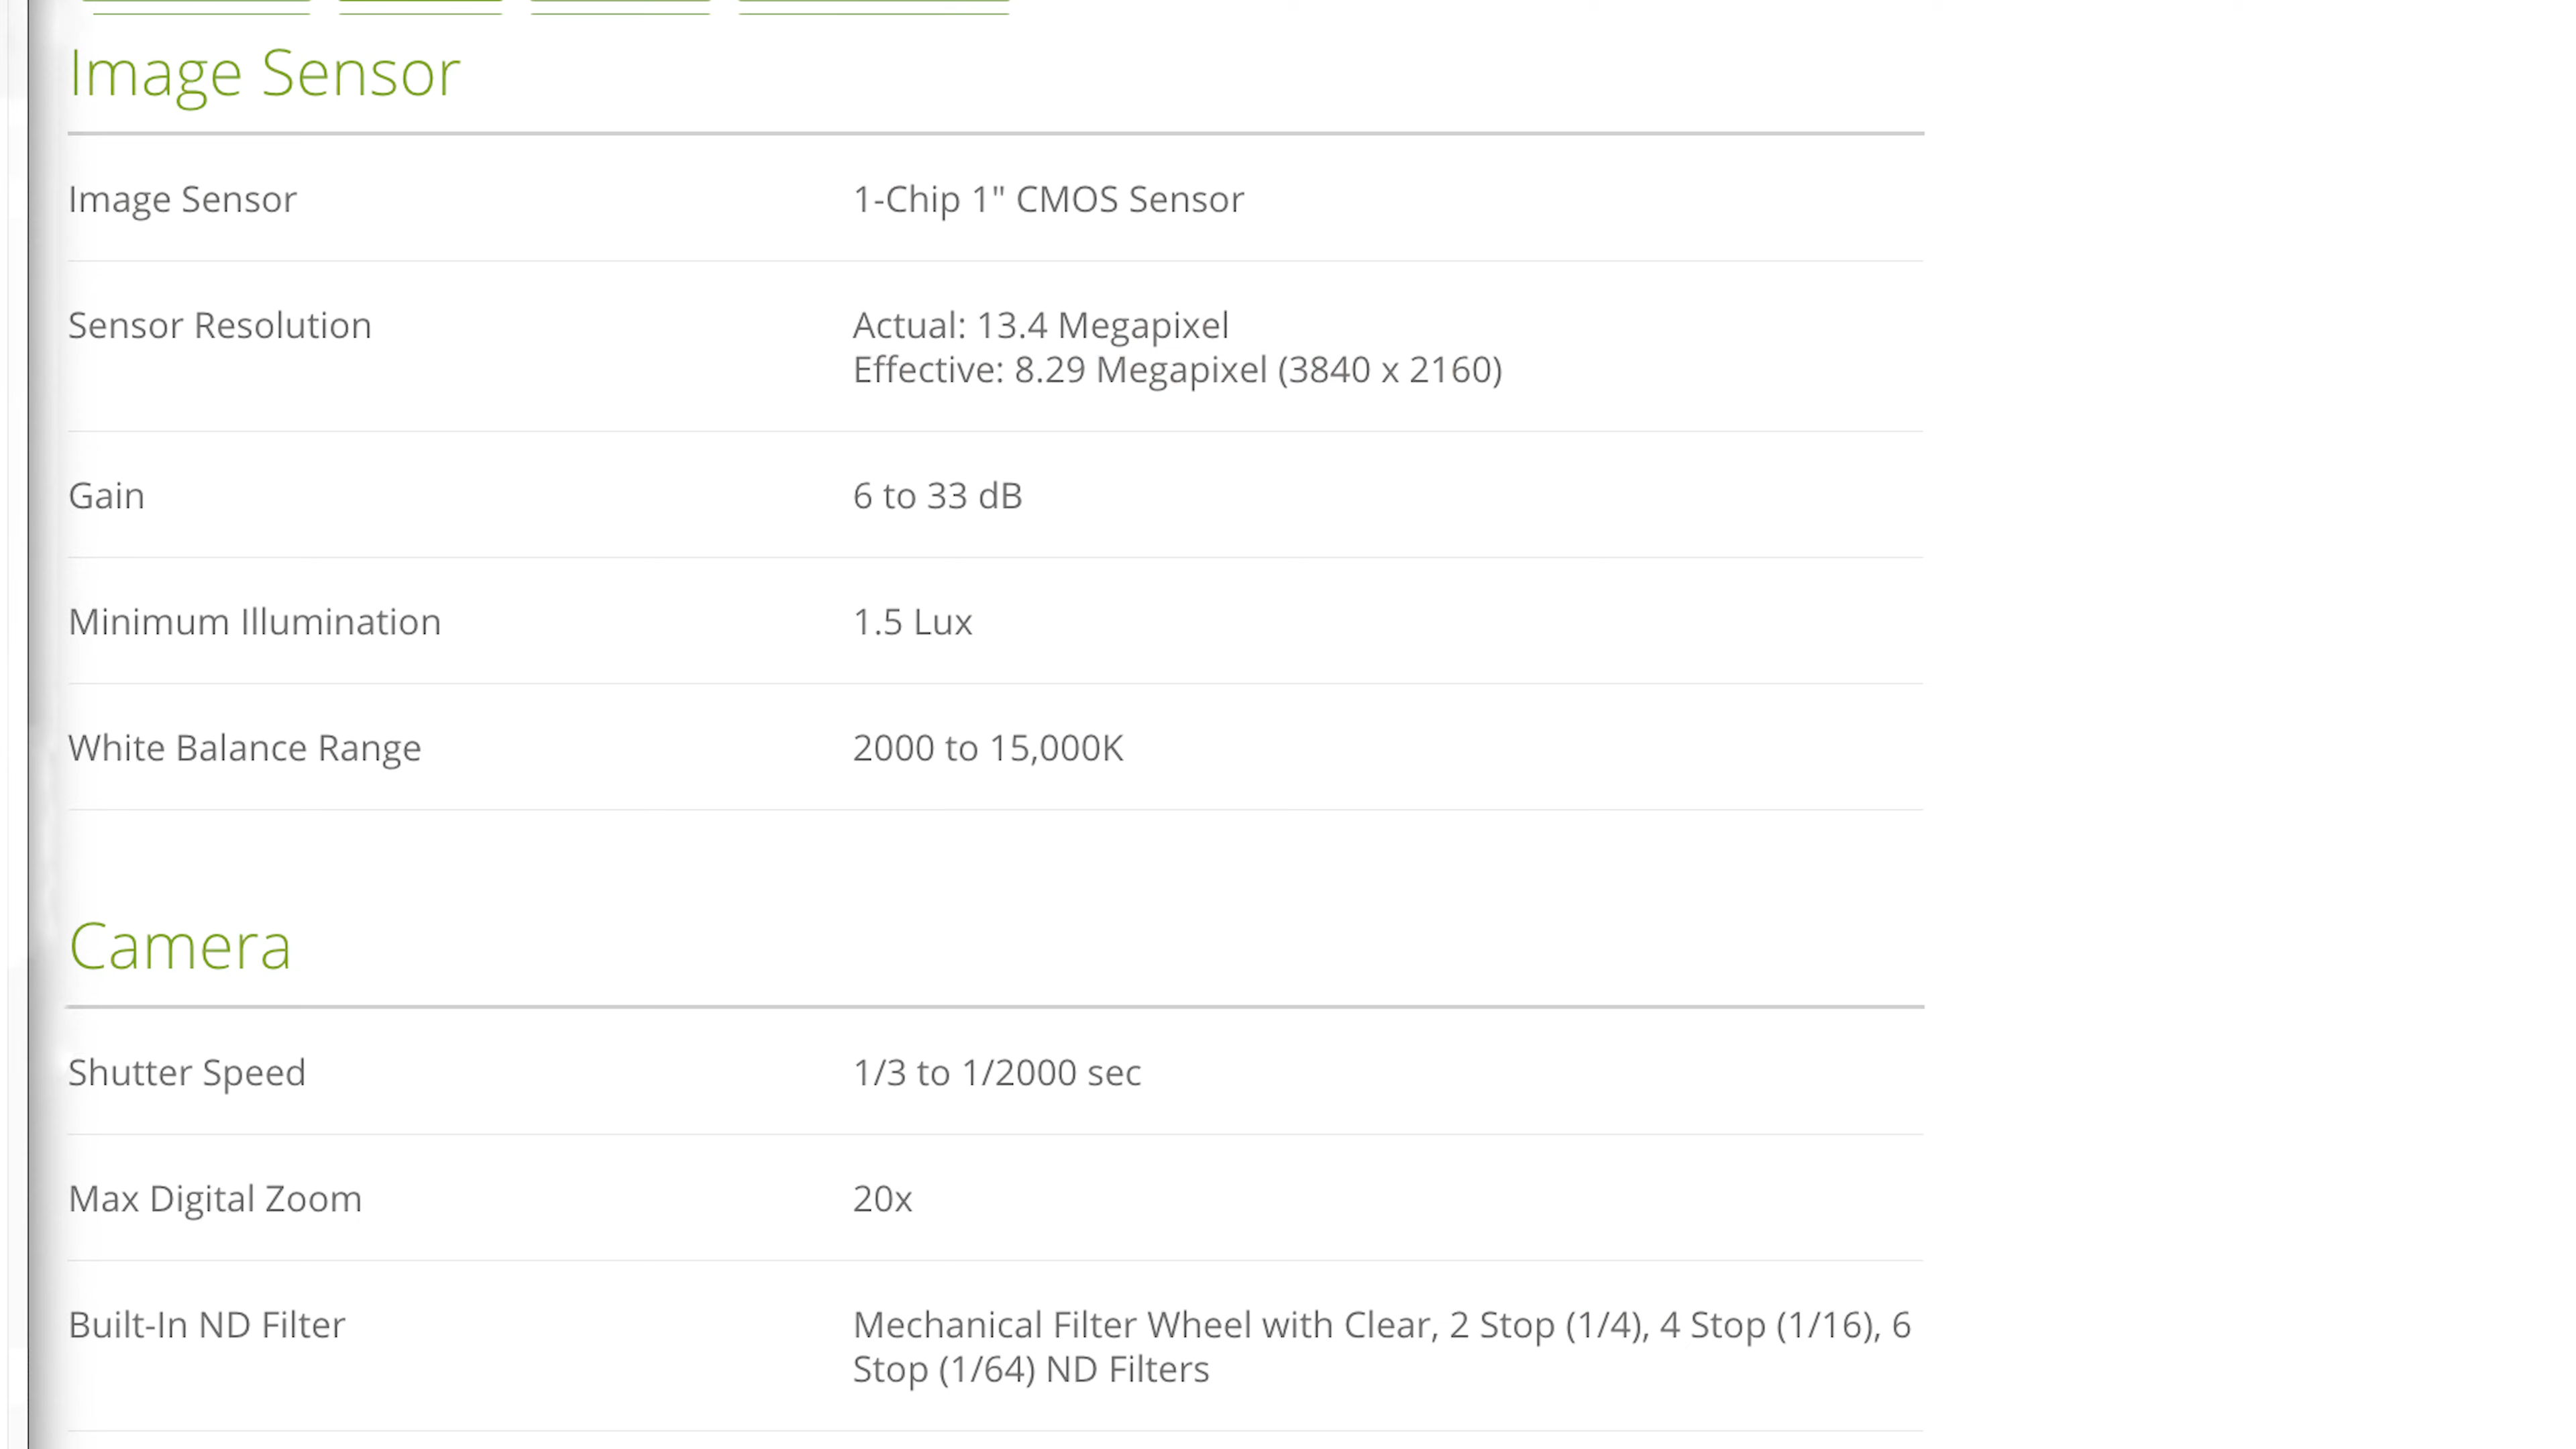 Image Sensor
Image Sensor 1-Chip 1" CMOS Sensor
Sensor Resolution Actual: 13.4 Megapixel
Effective: 8.29 Megapixel (3840 x 2160)
Gain 6 to 33 dB
Minimum Illumination 1.5 Lux
White Balance Range 2000 to 15,000K
Camera
Shutter Speed 1/3 to 1/2000 sec
Max Digital Zoom 20x
Built-In ND Filter Mechanical Filter Wheel with Clear, 2 Stop (1/4), 4 Stop (1/16), 6
Stop (1/64) ND Filters